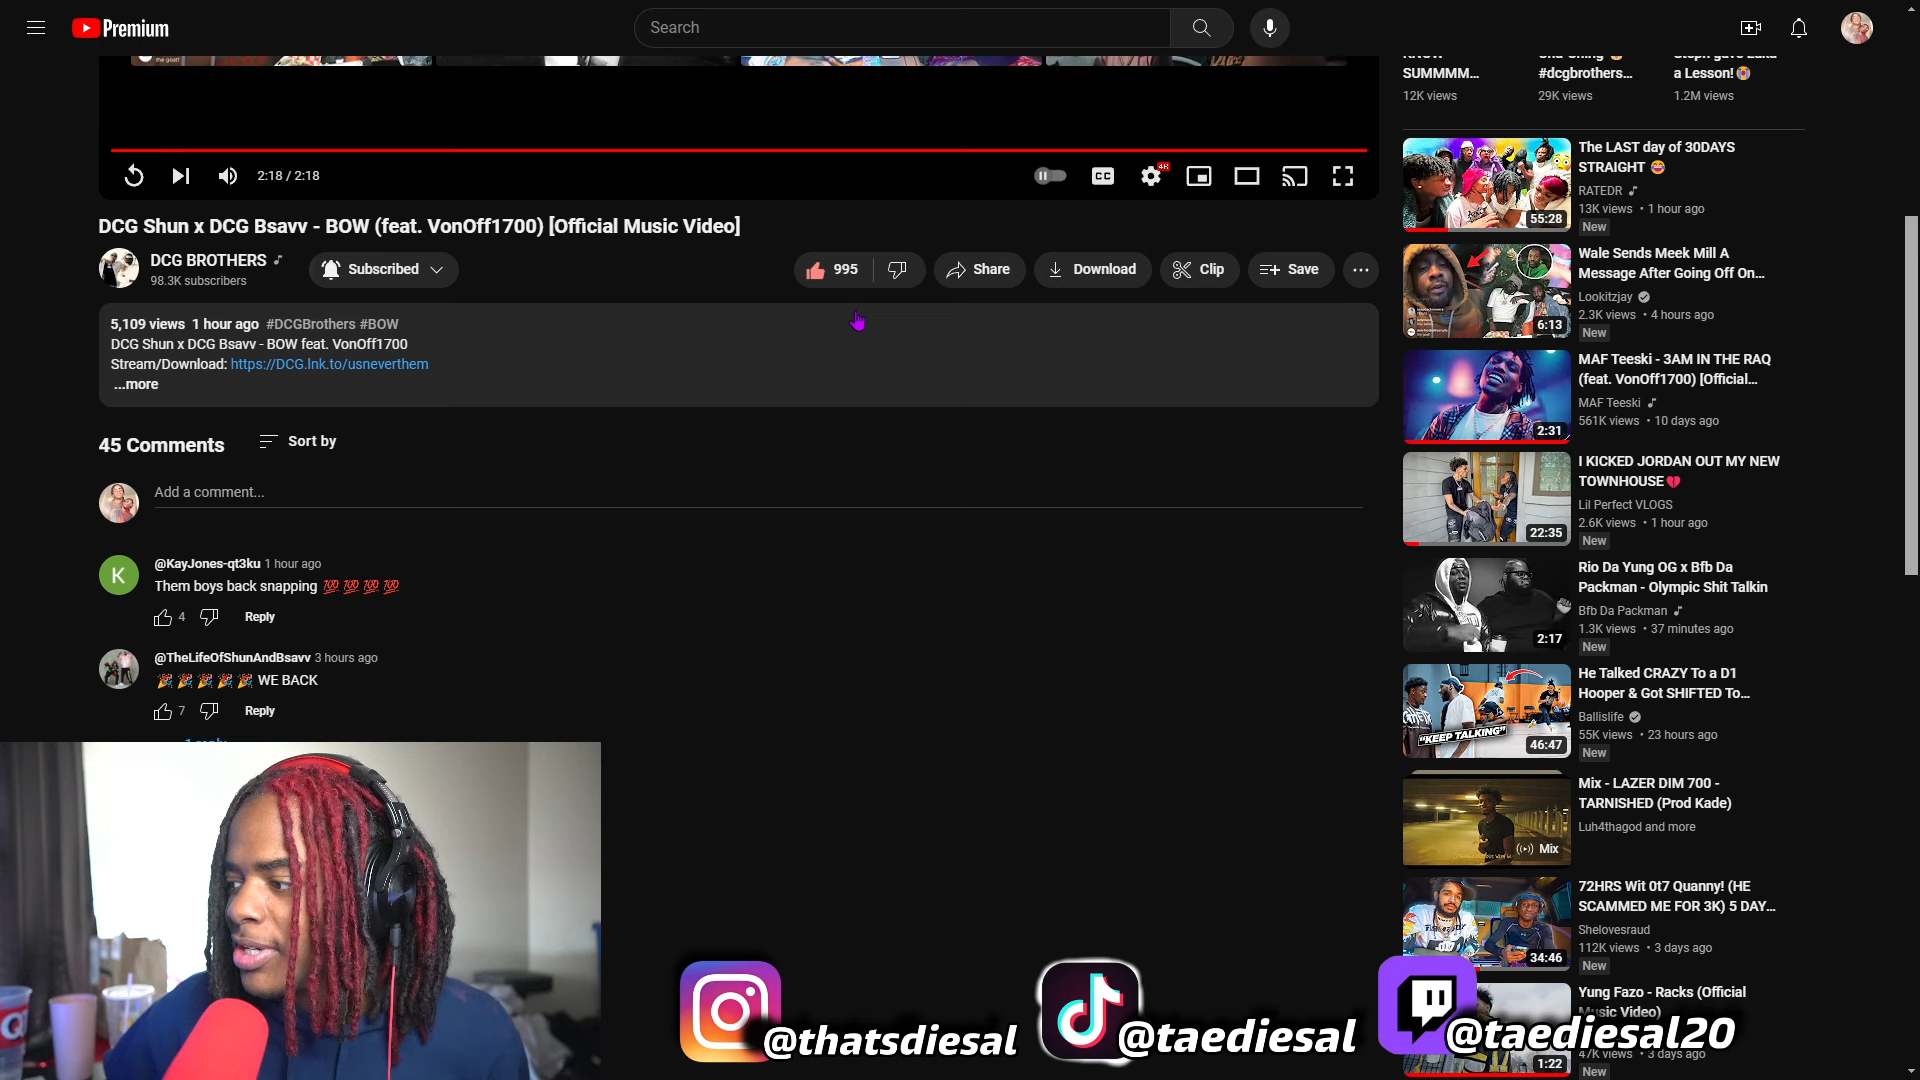 Premium
Search
SUMMMM...
12K views
#dcgbrothers...
29K views
a Lesson!
1.2M views
2:18 / 2:18
CC
4K
DCG Shun x DCG Bsavv - BOW (feat. VonOff1700) [Official Music Video]
DCG BROTHERS
98.3K subscribers
Subscribed
995
Share
Download
Clip
Save
5,109 views 1 hour ago #DCGBrothers #BOW
DCG Shun x DCG Bsavv - BOW feat. VonOff1700
Stream/Download: https://DCG.lnk.to/usneverthem
...more
45 Comments
Sort by
Add a comment...
K
@KayJones-qt3ku 1 hour ago
Them boys back snapping 💯 💯 💯 💯
4
Reply
@TheLifeOfShunAndBsavv 3 hours ago
🎉 🎉 🎉 🎉 🎉 WE BACK
7
Reply
The LAST day of 30DAYS
STRAIGHT 😄
RATEDR
13K views • 1 hour ago
New
55:28
Wale Sends Meek Mill A
Message After Going Off On...
Lookitzjay
2.3K views • 4 hours ago
New
6:13
MAF Teeski - 3AM IN THE RAQ
(feat. VonOff1700) [Official...
MAF Teeski
561K views • 10 days ago
2:31
I KICKED JORDAN OUT MY NEW
TOWNHOUSE💔
Lil Perfect VLOGS
2.6K views • 1 hour ago
New
22:35
Rio Da Yung OG x Bfb Da
Packman - Olympic Shit Talkin
Bfb Da Packman
1.3K views • 37 minutes ago
New
2:17
He Talked CRAZY To a D1
Hooper & Got SHIFTED To...
Ballislife
55K views • 23 hours ago
New
"KEEP TALKING"
46:47
Mix - LAZER DIM 700 -
TARNISHED (Prod Kade)
Luh4thagod and more
Mix
72HRS Wit 0t7 Quanny! (HE
SCAMMED ME FOR 3K) 5 DAY...
Shelovesraud
112K views • 3 days ago
New
34:46
Yung Fazo - Racks (Official
Music Video)
47K views • 3 days ago
New
1:22
@thatsdiesal
@taediesal
@taediesal20